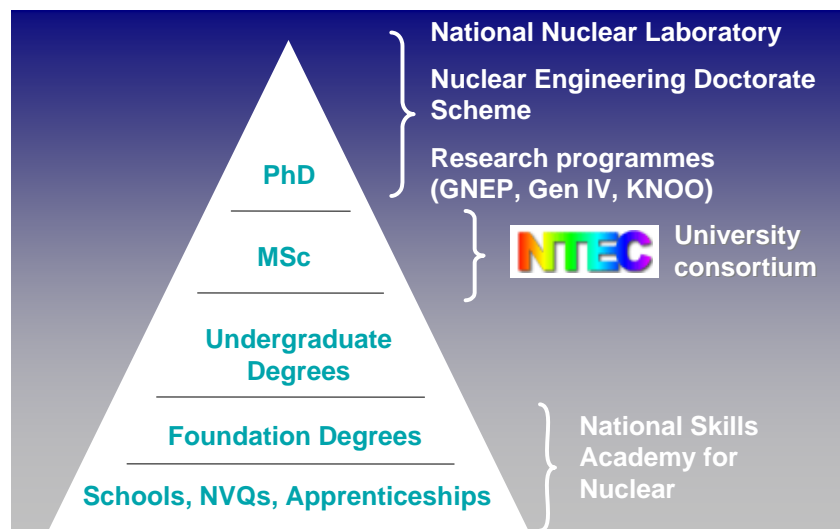 National Nuclear Laboratory
Nuclear Engineering Doctorate
Scheme
Research programmes
(GNEP, Gen IV, KNOO)
PhD
MSc
NTEC
University
consortium
Undergraduate
Degrees
Foundation Degrees
Schools, NVQs, Apprenticeships
National Skills
Academy for
Nuclear